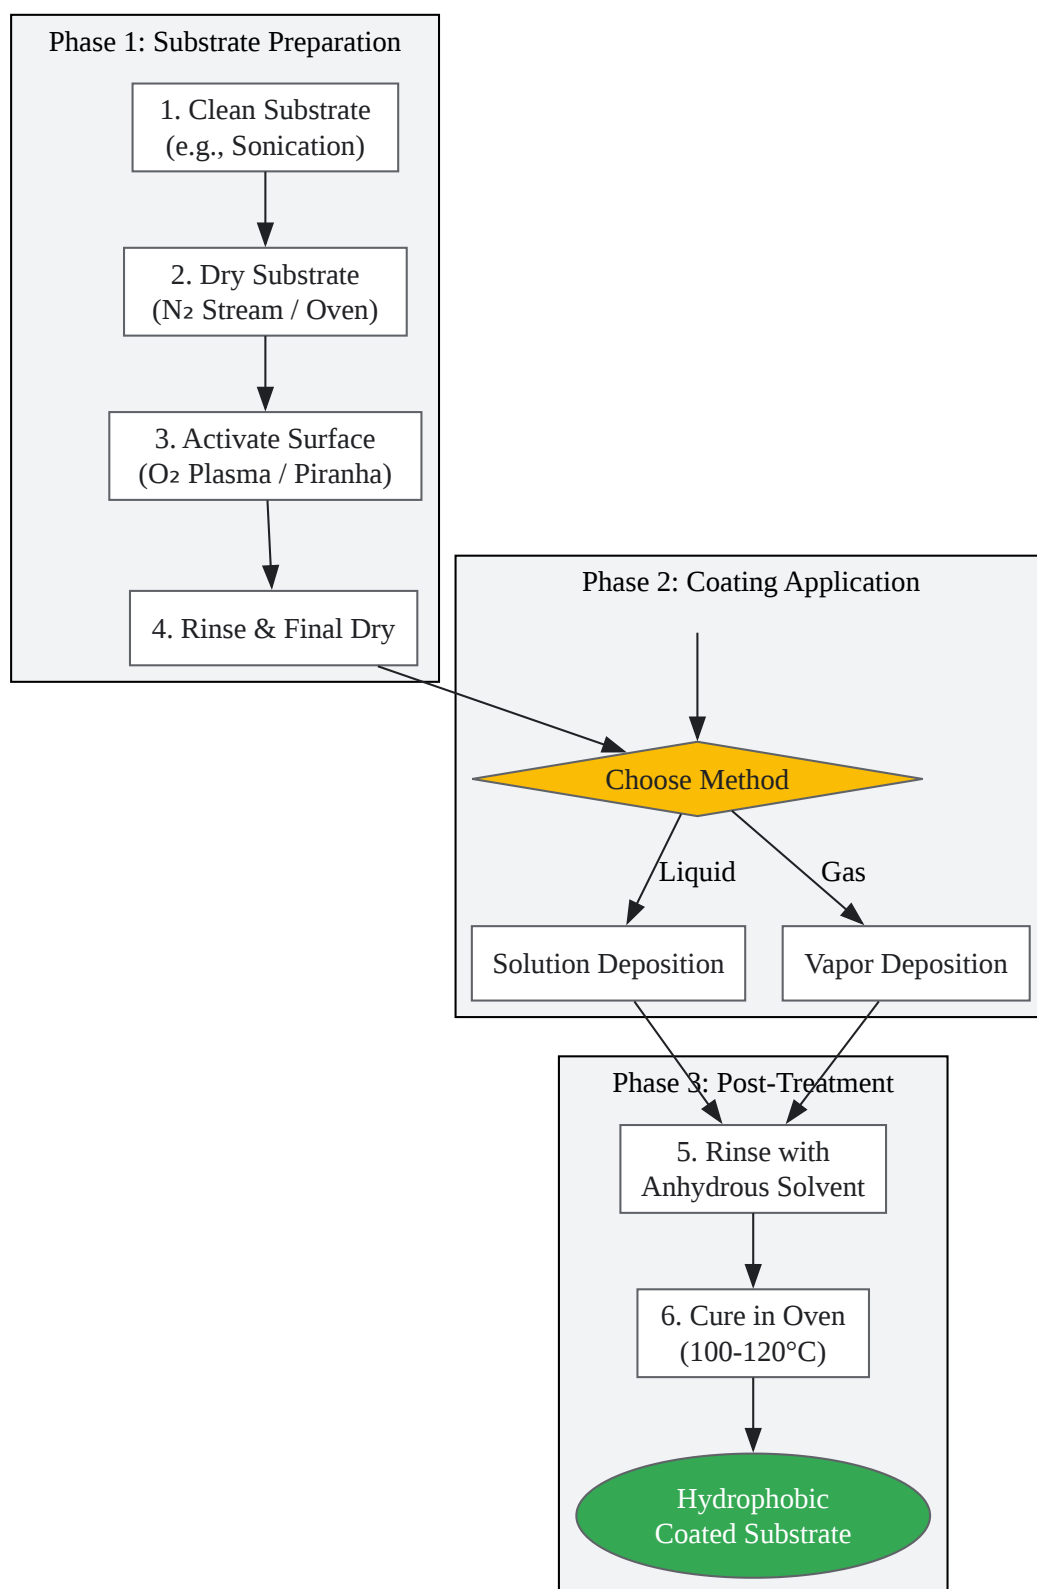 Phase 1: Substrate Preparation
1. Clean Substrate
(e.g., Sonication)
2. Dry Substrate
(N₂ Stream / Oven)
3. Activate Surface
(O₂ Plasma / Piranha)
4. Rinse & Final Dry
Phase 2: Coating Application
Choose Method
Liquid
Gas
Solution Deposition
Vapor Deposition
Phase 3: Post-Treatment
5. Rinse with
Anhydrous Solvent
6. Cure in Oven
(100-120°C)
Hydrophobic
Coated Substrate